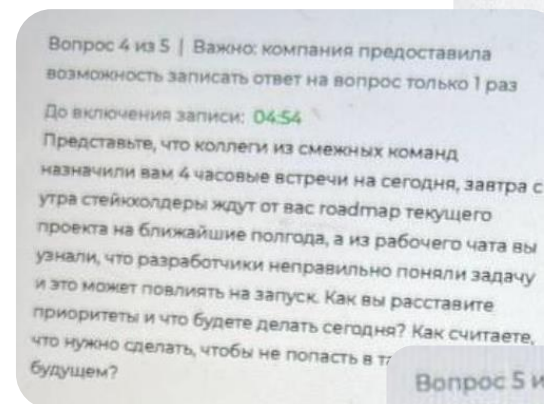 Вопрос 4 из 5 | Важно: компания предоставила
возможность записать ответ на вопрос только 1 раз
До включения записи: 04:54
Представьте, что коллеги из смежных команд
назначили вам 4 часовые встречи на сегодня, завтра с
утра стейкхолдеры ждут от вас roadmap текущего
проекта на ближайшие полгода, а из рабочего чата вы
узнали, что разработчики неправильно поняли задачу
и это может повлиять на запуск. Как вы расставите
приоритеты и что будете делать сегодня? Как считаете,
что нужно сделать, чтобы не попасть в
будущем?
Вопрос 5